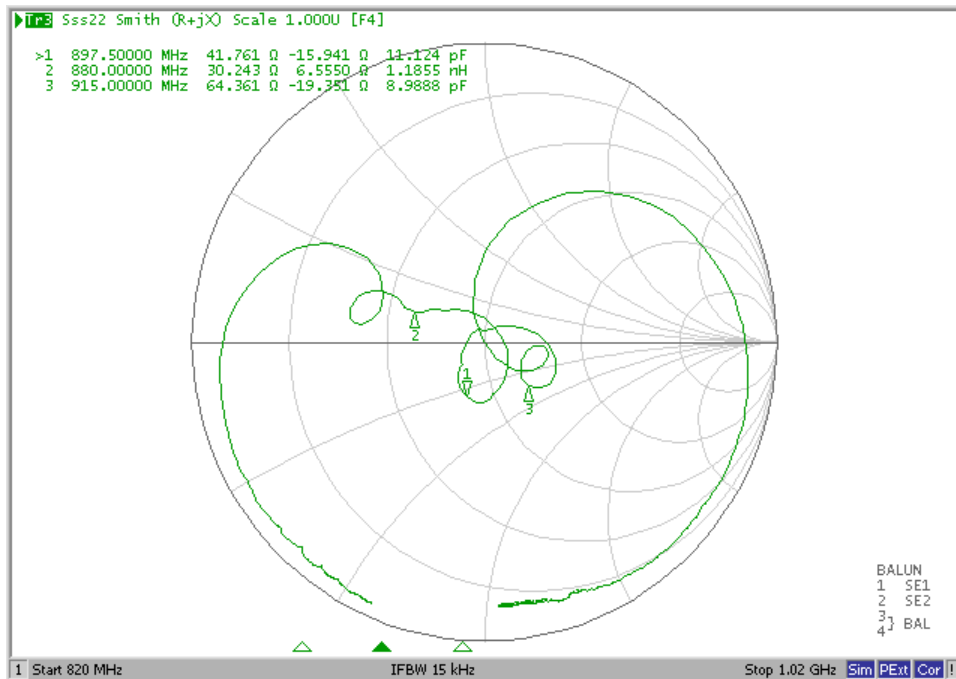 Tr3 Sss22 Smith (R+jX) Scale 1.000U [F4]
>1 897.50000 MHz 41.761 Ω -15.941 Ω 11.124 pF
2 880.00000 MHz 30.243 Ω 6.5550 Ω 1.1855 nH
3 915.00000 MHz 64.361 Ω -19.351 Ω 8.9888 pF
2
1
3
BALUN
1 SE1
2 SE2
3
4} BAL
1 Start 820 MHz IFBW 15 kHz Stop 1.02 GHz Sim PExt Cor !